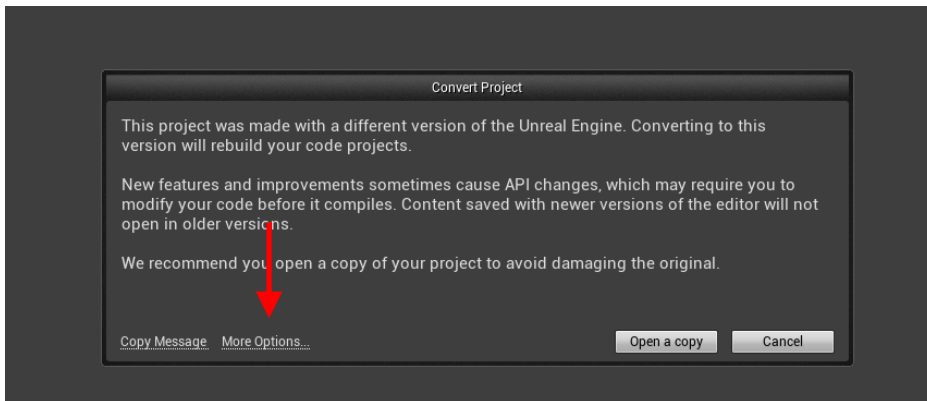 Convert Project
This project was made with a different version of the Unreal Engine. Converting to this
version will rebuild your code projects.
New features and improvements sometimes cause API changes, which may require you to
modify your code before it compiles. Content saved with newer versions of the editor will not
open in older versions.
We recommend you open a copy of your project to avoid damaging the original.
Copy Message More Options... Open a copy Cancel